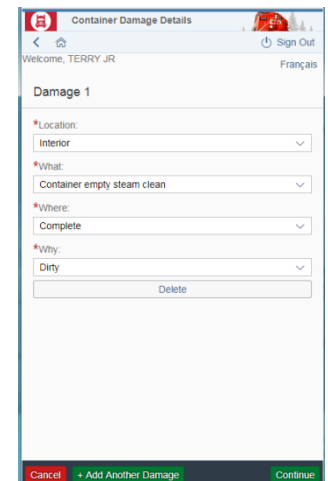 Container Damage Details
Sign Out
Welcome, TERRY JR
Français
Damage 1
*Location:
Interior
*What:
Container empty steam clean
*Where:
Complete
*Why:
Dirty
Delete
Cancel
+ Add Another Damage
Continue